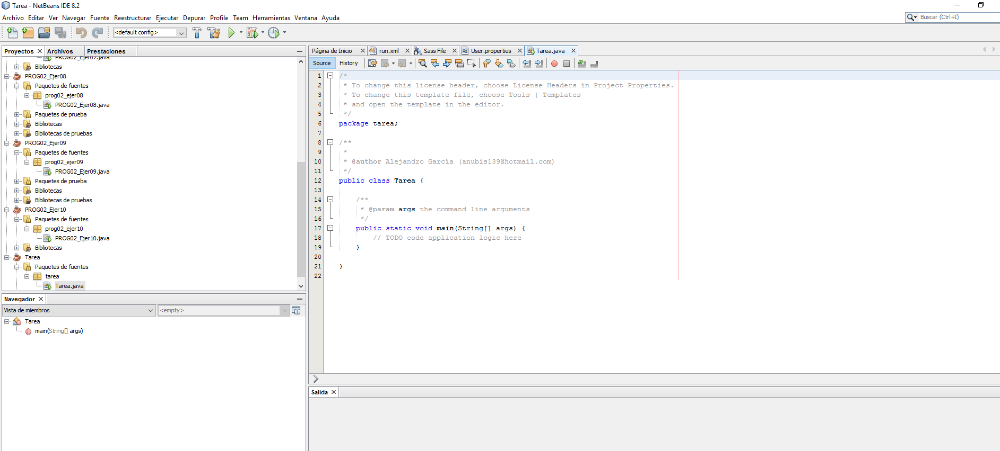 Tarea - NetBeans IDE 8.2
Archivo Editar Ver Navegar Fuente Reestructurar Ejecutar Depurar Profile Team Herramientas Ventana Ayuda
Buscar (Ctrl+I)
<default config>
Proyectos Archivos Prestaciones
PROG02_Ejer07.java
Bibliotecas
PROG02_Ejer08
Paquetes de fuentes
prog02_ejer08
PROG02_Ejer08.java
Paquetes de prueba
Bibliotecas
Bibliotecas de pruebas
PROG02_Ejer09
Paquetes de fuentes
prog02_ejer09
PROG02_Ejer09.java
Paquetes de prueba
Bibliotecas
Bibliotecas de pruebas
PROG02_Ejer10
Paquetes de fuentes
prog02_ejer10
PROG02_Ejer10.java
Bibliotecas
Tarea
Paquetes de fuentes
tarea
Tarea.java
Navegador
Vista de miembros <empty>
Tarea
main(String[] args)
Página de Inicio run.xml Sass File User.properties Tarea.java
Source History
1 /*
2 * To change this license header, choose License Headers in Project Properties.
3 * To change this template file, choose Tools | Templates
4 * and open the template in the editor.
5 */
6 package tarea;
7
8 /**
9 *
10 * @author Alejandro García (anubis139@hotmail.com)
11 */
12 public class Tarea {
13
14 /**
15 * @param args the command line arguments
16 */
17 public static void main(String[] args) {
18 // TODO code application logic here
19 }
20
21 }
22
Salida